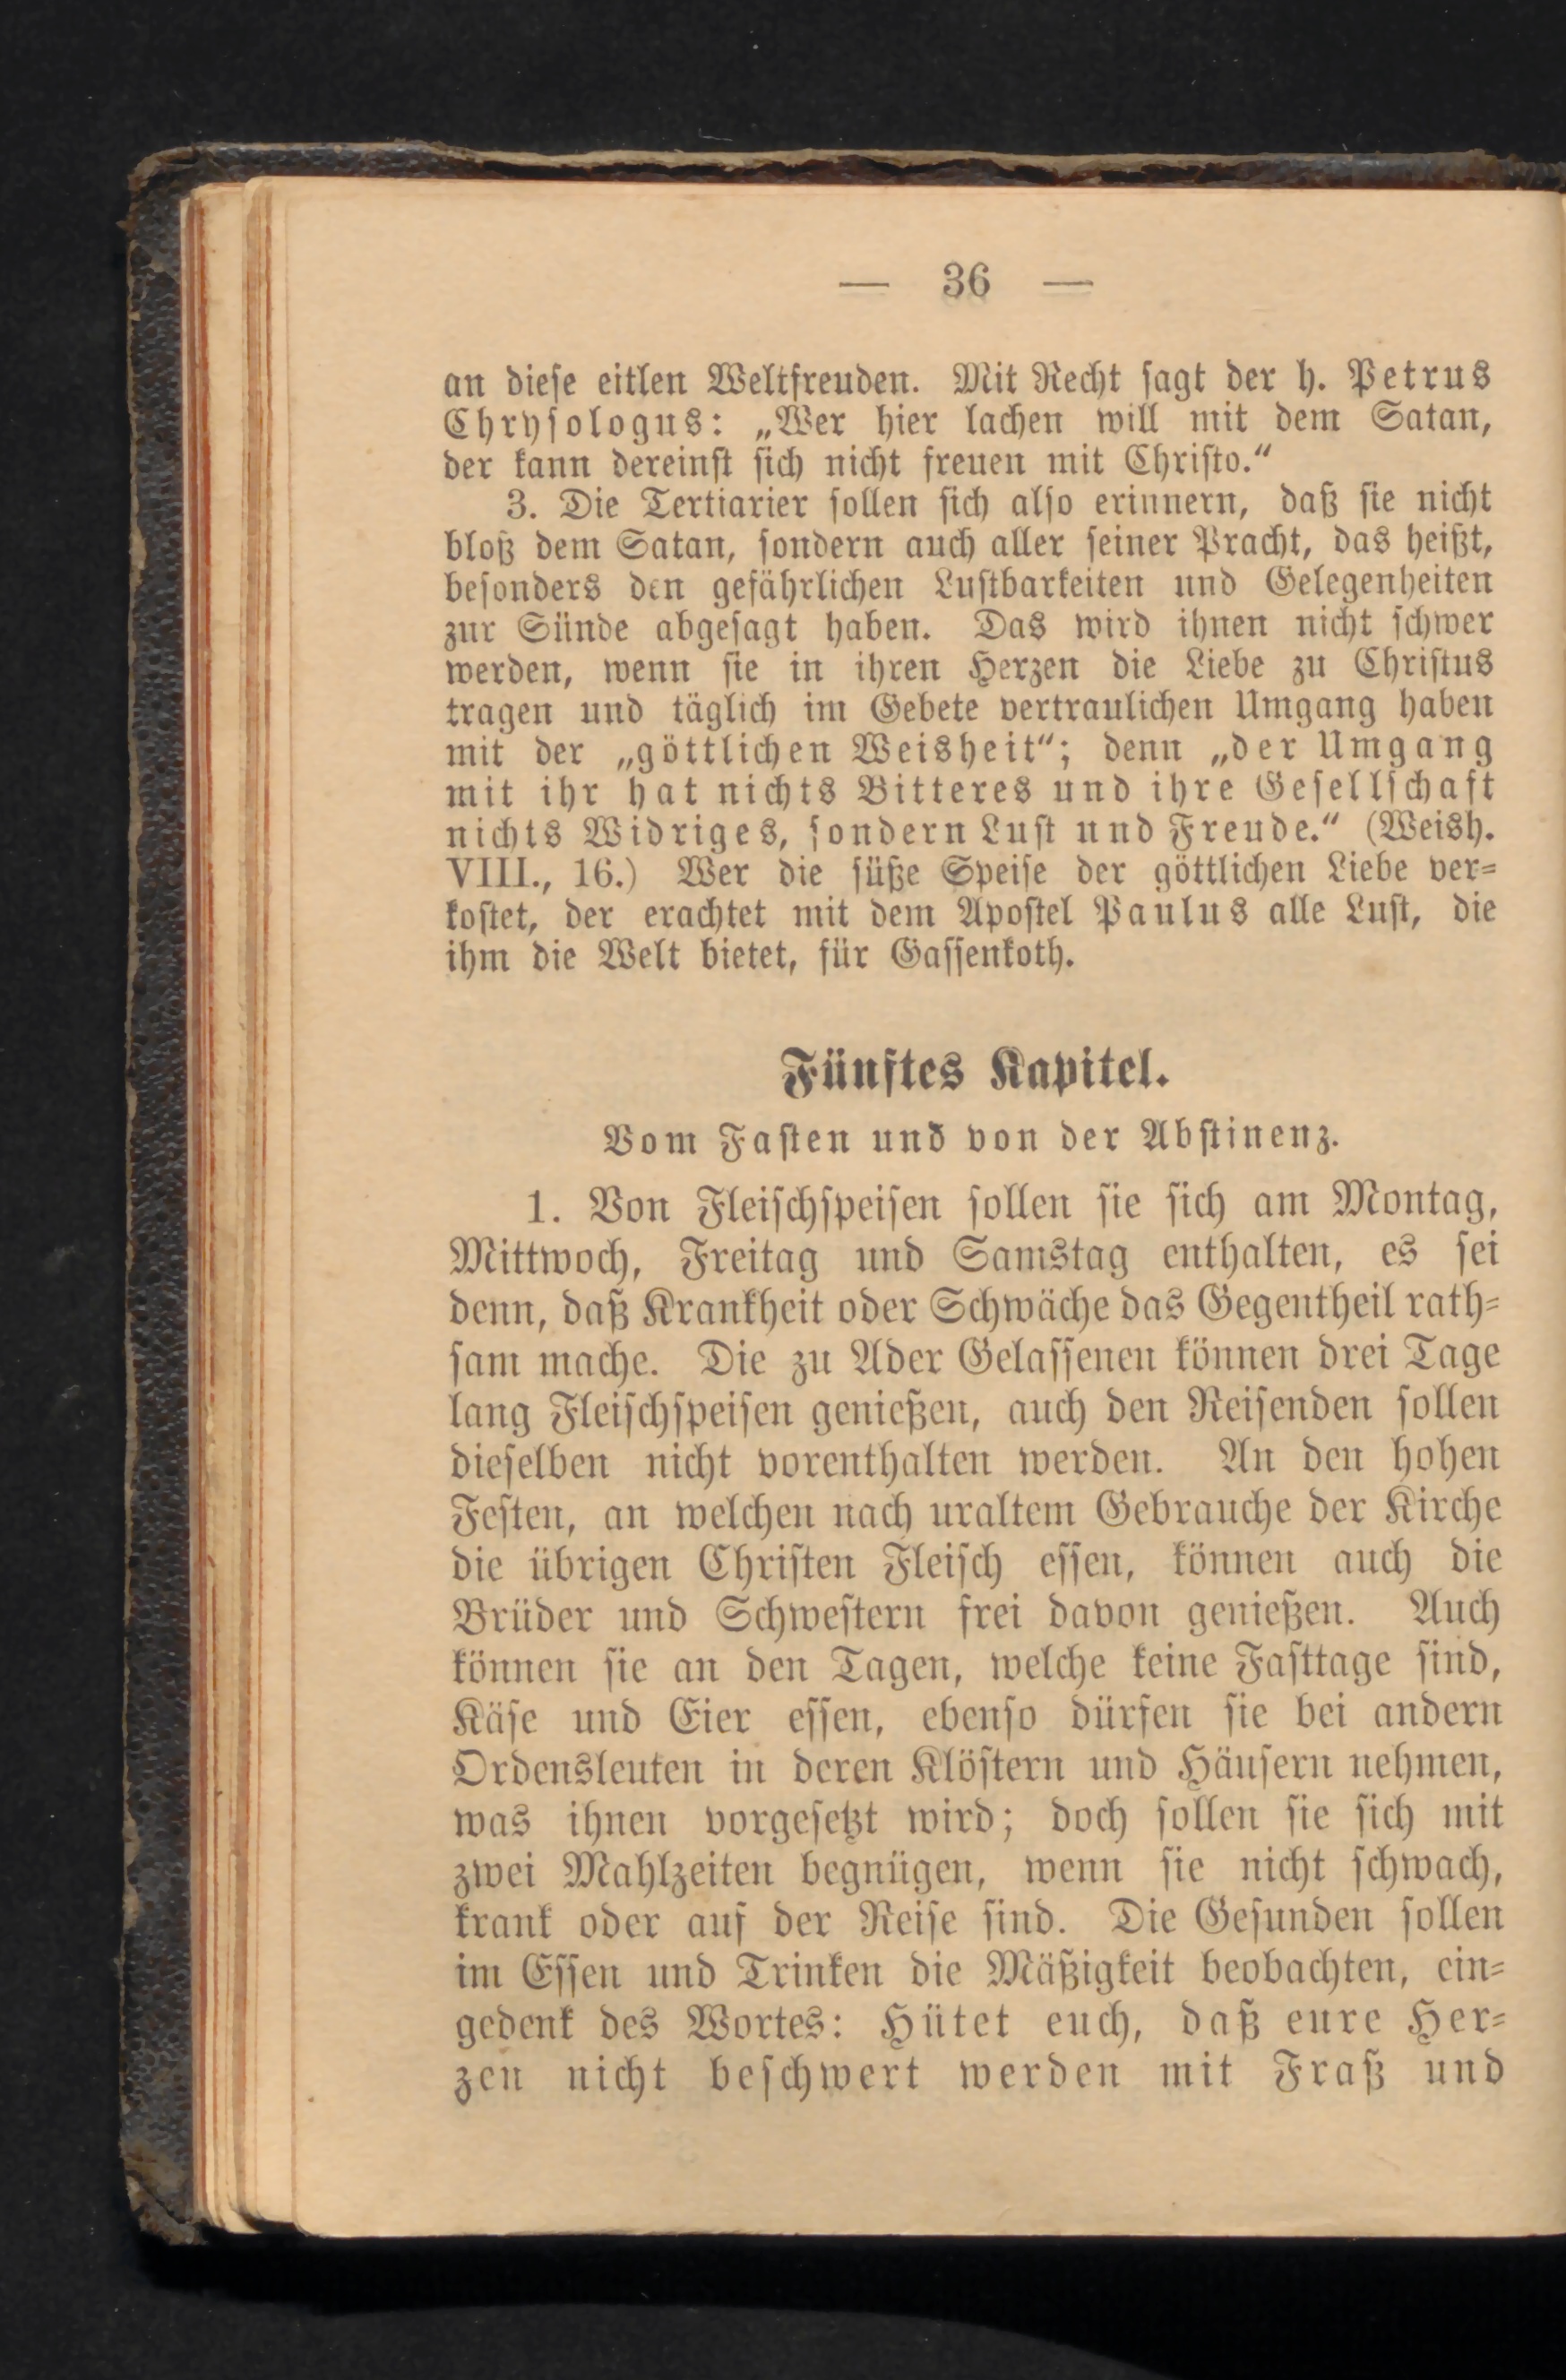 — 36 —
an diese eitlen Weltfreuden. Mit Recht sagt der h. Petrus
Chrysologus: „Wer hier lachen will mit dem Satan,
der kann dereinst sich nicht freuen mit Christo.“
3. Die Tertiarier sollen sich also erinnern, daß sie nicht
bloß dem Satan, sondern auch aller seiner Pracht, das heißt,
besonders den gefährlichen Lustbarkeiten und Gelegenheiten
zur Sünde abgesagt haben. Das wird ihnen nicht schwer
werden, wenn sie in ihren Herzen die Liebe zu Christus
tragen und täglich im Gebete vertraulichen Umgang haben
mit der „göttlichen Weisheit“; denn „der Umgang
mit ihr hat nichts Bitteres und ihre Gesellschaft
nichts Widriges, sondern Lust und Freude.“ (Weish.
VIII., 16.) Wer die süße Speise der göttlichen Liebe ver-
kostet, der erachtet mit dem Apostel Paulus alle Lust, die
ihm die Welt bietet, für Gassenkoth.
Fünftes Kapitel.
Vom Fasten und von der Abstinenz.
1. Von Fleischspeisen sollen sie sich am Montag,
Mittwoch, Freitag und Samstag enthalten, es sei
denn, daß Krankheit oder Schwäche das Gegentheil rath-
sam mache. Die zu Ader Gelassenen können drei Tage
lang Fleischspeisen genießen, auch den Reisenden sollen
dieselben nicht vorenthalten werden. An den hohen
Festen, an welchen nach uraltem Gebrauche der Kirche
die übrigen Christen Fleisch essen, können auch die
Brüder und Schwestern frei davon genießen. Auch
können sie an den Tagen, welche keine Fasttage sind,
Käse und Eier essen, ebenso dürfen sie bei andern
Ordensleuten in deren Klöstern und Häusern nehmen,
was ihnen vorgesetzt wird; doch sollen sie sich mit
zwei Mahlzeiten begnügen, wenn sie nicht schwach,
krank oder auf der Reise sind. Die Gesunden sollen
im Essen und Trinken die Mäßigkeit beobachten, ein-
gedenk des Wortes: Hütet euch, daß eure Her-
zen nicht beschwert werden mit Fraß und